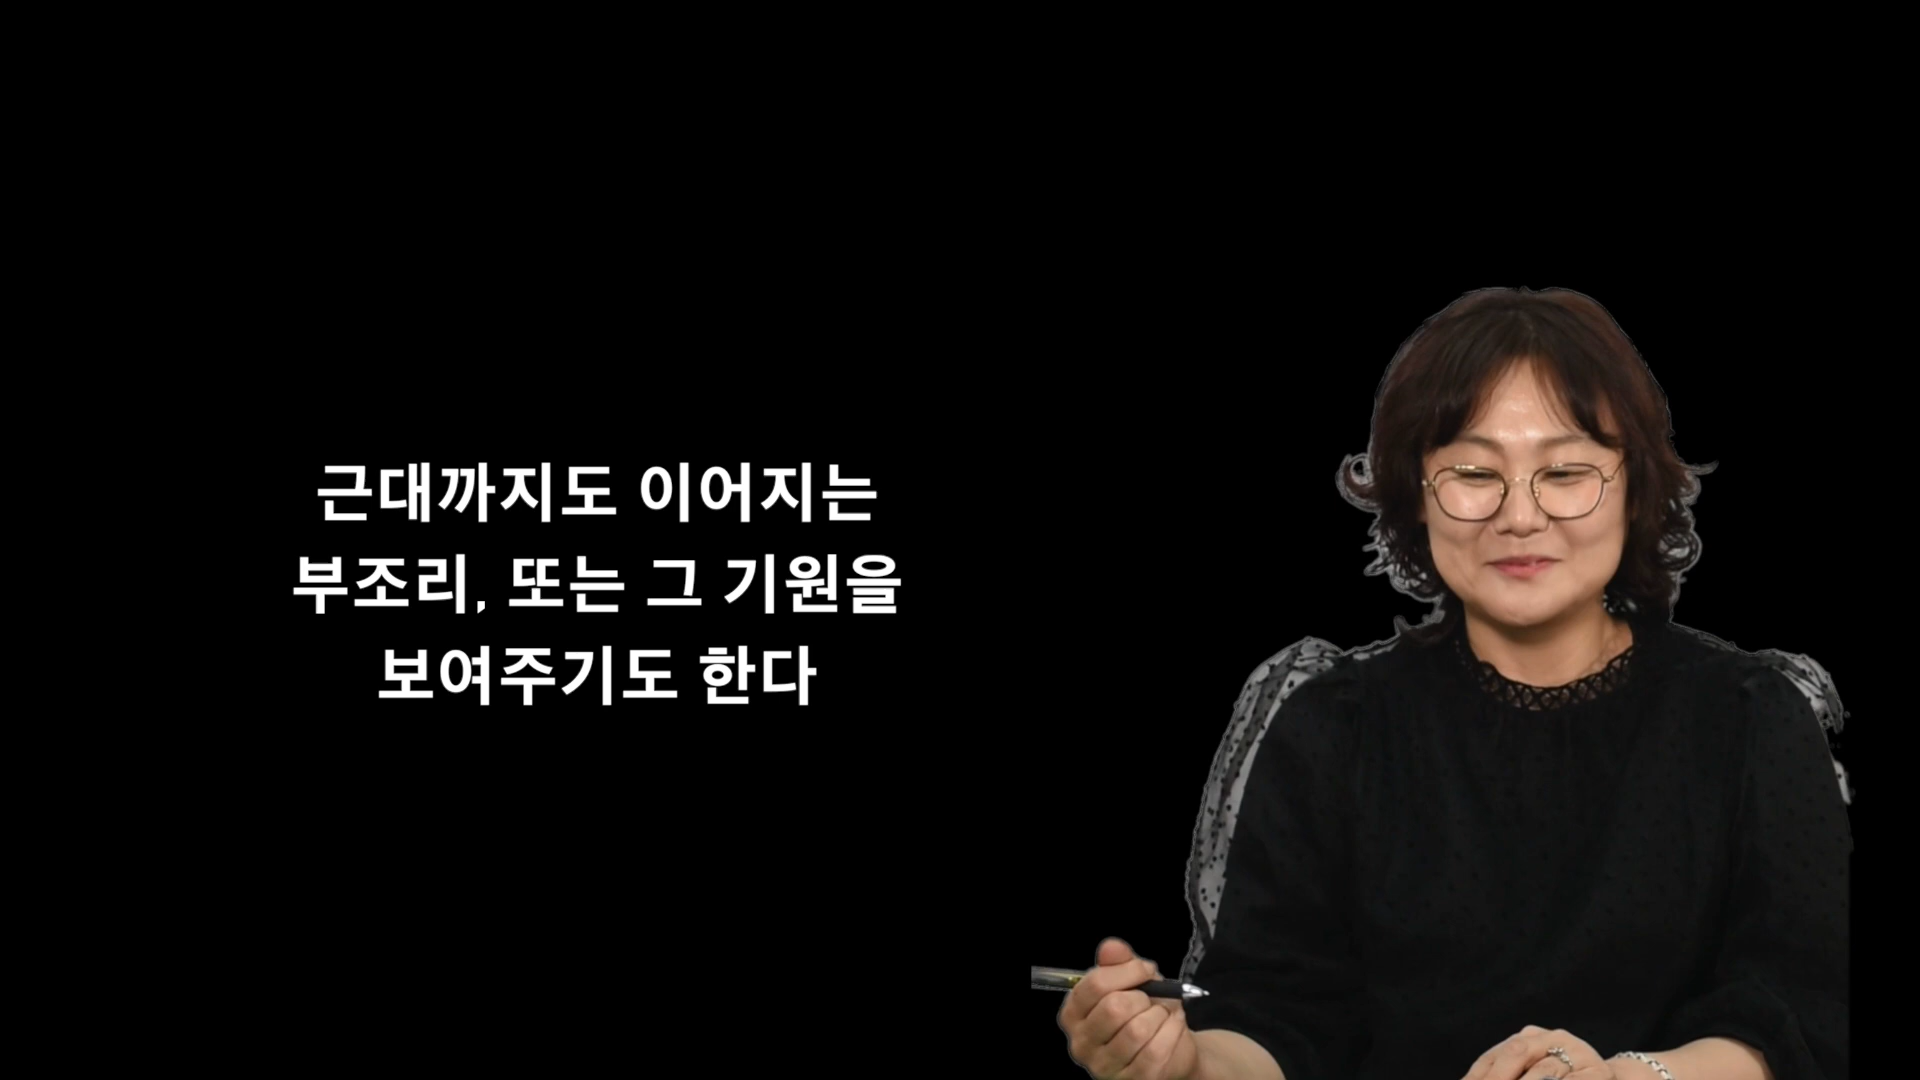 근대까지도 이어지는
부조리, 또는 그 기원을
보여주기도 한다